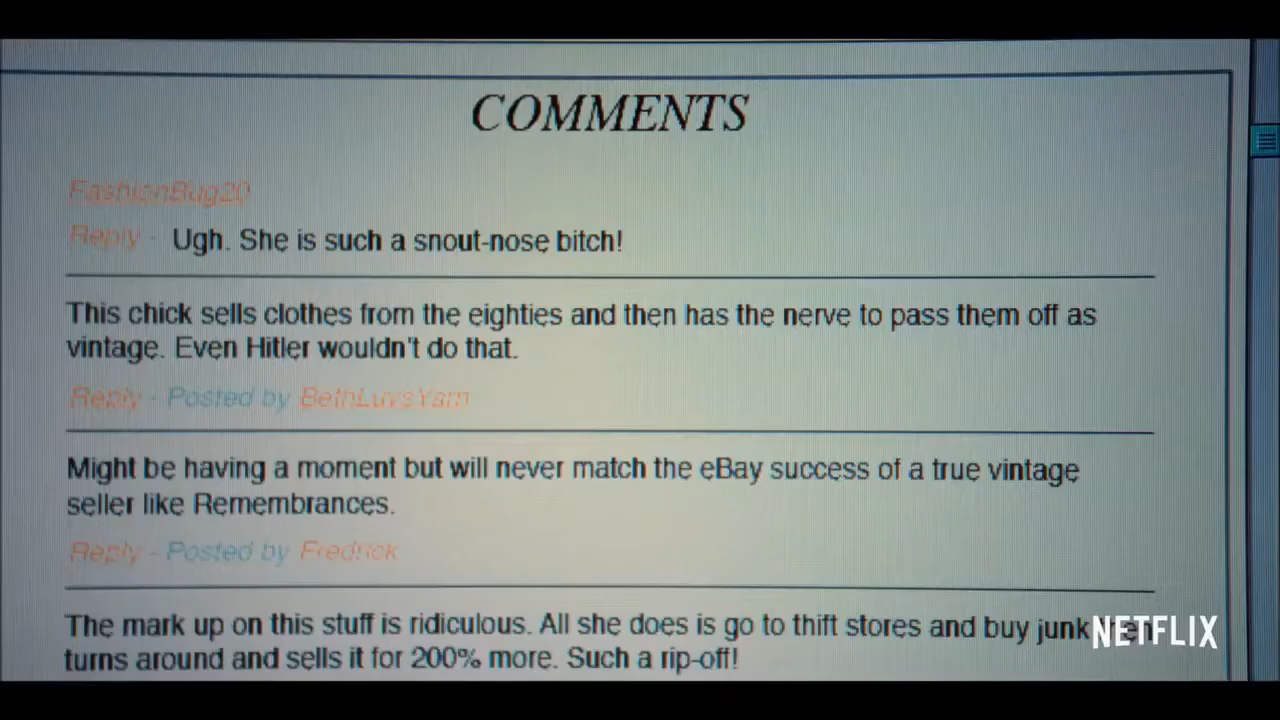 COMMENTS
FashionBug20
Reply - Ugh. She is such a snout-nose bitch!
This chick sells clothes from the eighties and then has the nerve to pass them off as
vintage. Even Hitler wouldn't do that.
Reply - Posted by BethLuvsYarn
Might be having a moment but will never match the eBay success of a true vintage
seller like Remembrances.
Reply - Posted by Fredrick
The mark up on this stuff is ridiculous. All she does is go to thift stores and buy junk
turns around and sells it for 200% more. Such a rip-off!
NETFLIX